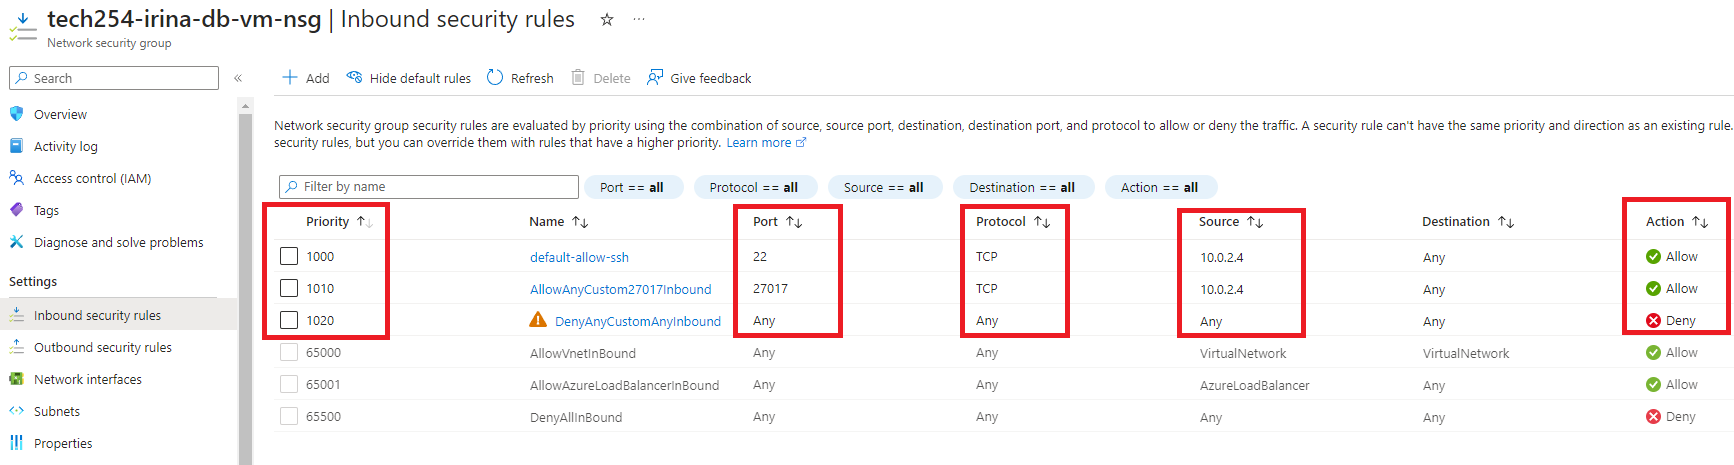 tech254-irina-db-vm-nsg | Inbound security rules ☆ ···
Network security group
Search «
Add Hide default rules Refresh Delete Give feedback
Overview
Activity log
Access control (IAM)
Tags
Diagnose and solve problems
Settings
Inbound security rules
Outbound security rules
Network interfaces
Subnets
Properties
Network security group security rules are evaluated by priority using the combination of source, source port, destination, destination port, and protocol to allow or deny the traffic. A security rule can't have the same priority and direction as an existing rule.
security rules, but you can override them with rules that have a higher priority. Learn more
Filter by name Port == all Protocol == all Source == all Destination == all Action == all
Priority ↑↓ Name ↑↓ Port ↑↓ Protocol ↑↓ Source ↑↓ Destination ↑↓ Action ↑↓
1000 default-allow-ssh 22 TCP 10.0.2.4 Any Allow
1010 AllowAnyCustom27017Inbound 27017 TCP 10.0.2.4 Any Allow
1020 DenyAnyCustomAnyInbound Any Any Any Any Deny
65000 AllowVnetInBound Any Any VirtualNetwork VirtualNetwork Allow
65001 AllowAzureLoadBalancerInBound Any Any AzureLoadBalancer Any Allow
65500 DenyAllInBound Any Any Any Any Deny